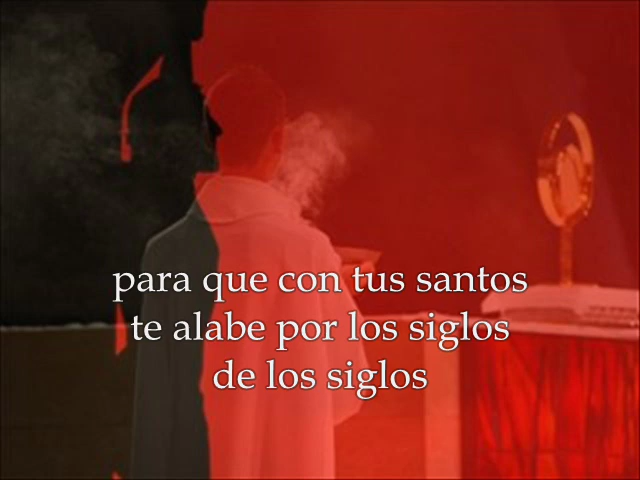 para que con tus santos
te alabe por los siglos
de los siglos